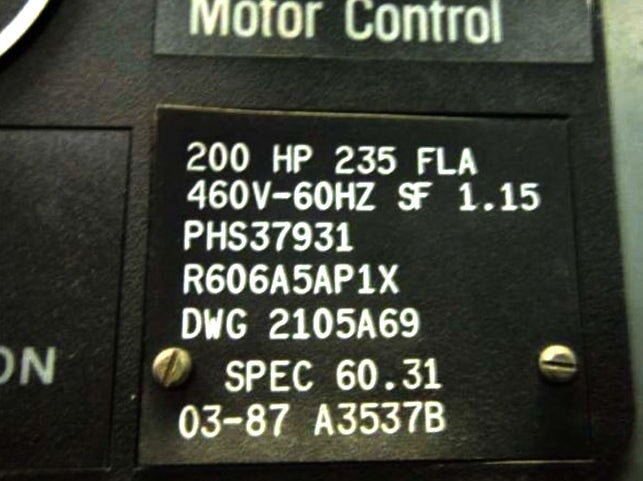 Motor Control
200 HP 235 FLA
460V-60HZ SF 1.15
PHS37931
R606A5AP1X
DWG 2105A69
SPEC 60.31
03-87 A3537B
ON